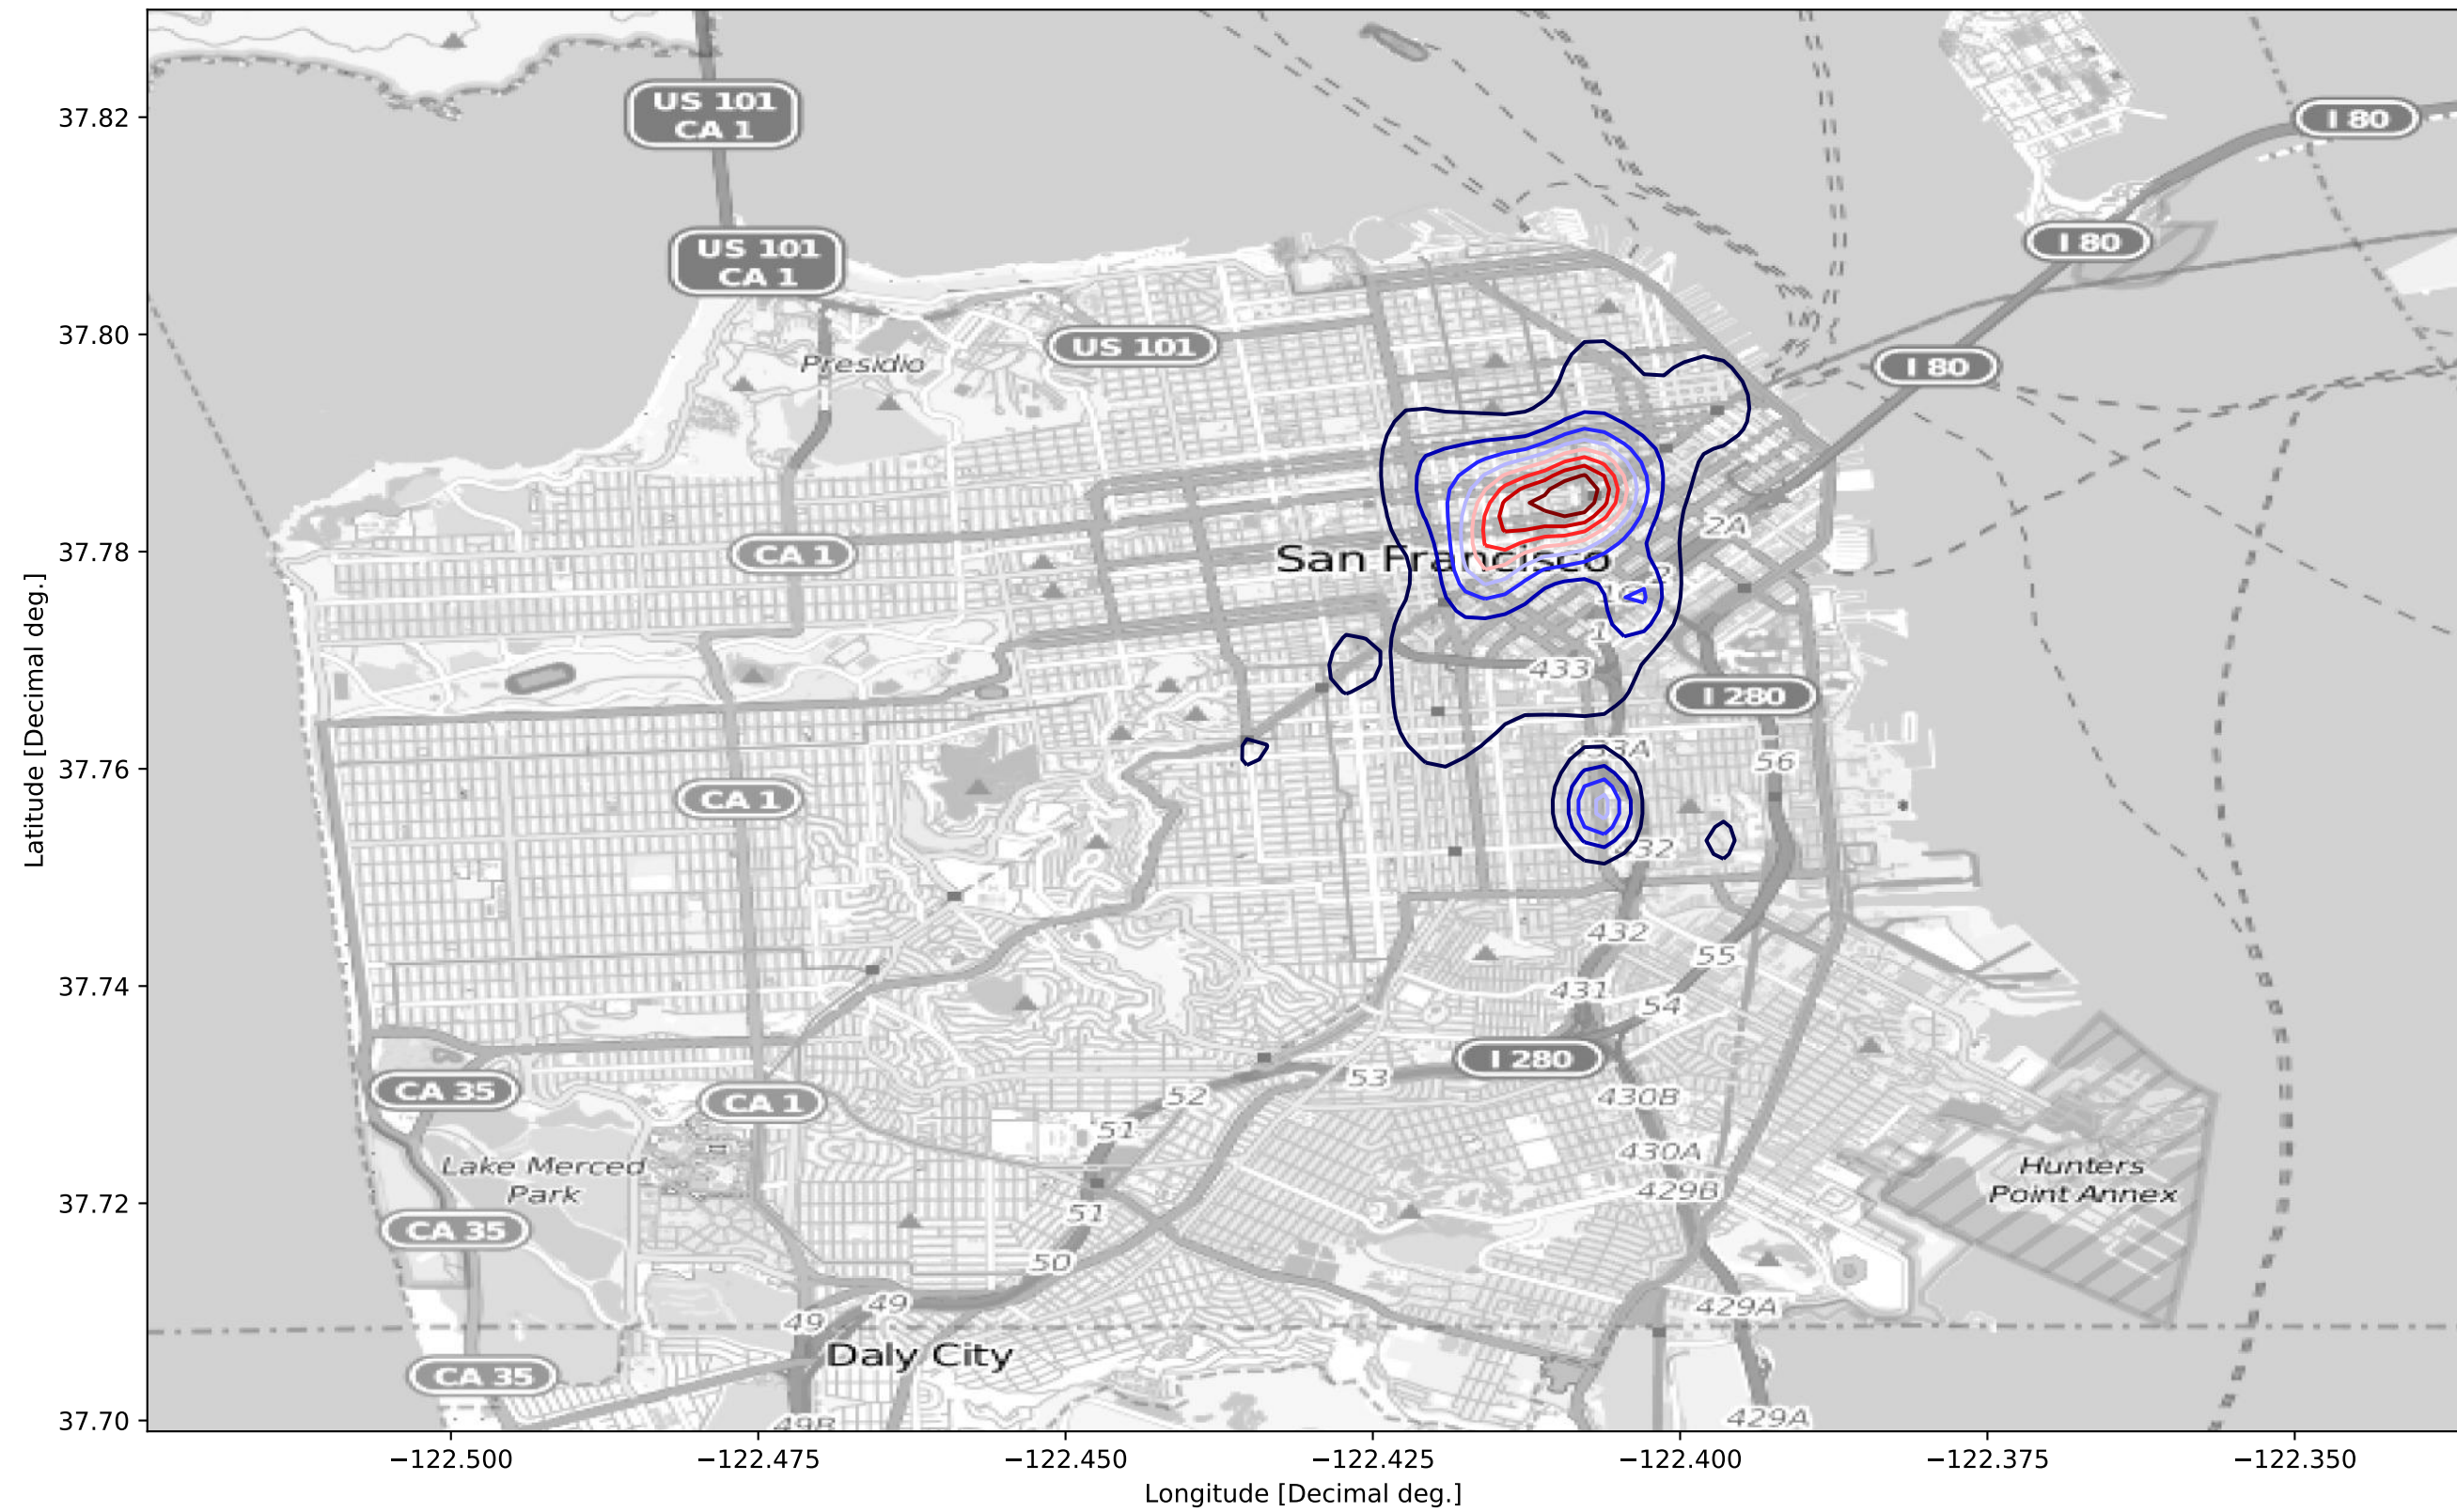 US 101
CA 1
I 80
37.82
I 80
US 101
CA 1
37.80
US 101
I 80
Presidio
2A
37.78
CA 1
San Francisco
2
1
433
I 280
433A
37.76
56
CA 1
432
432
55
431
37.74
54
I 280
53
CA 35
52
430B
CA 1
51
430A
Lake Merced
Park
Hunters
Point Annex
429B
37.72
51
CA 35
50
49
429A
49
Daly City
CA 35
37.70
49B
429A
−122.500
−122.475
−122.450
−122.425
−122.400
−122.375
−122.350
Longitude [Decimal deg.]
Latitude [Decimal deg.]